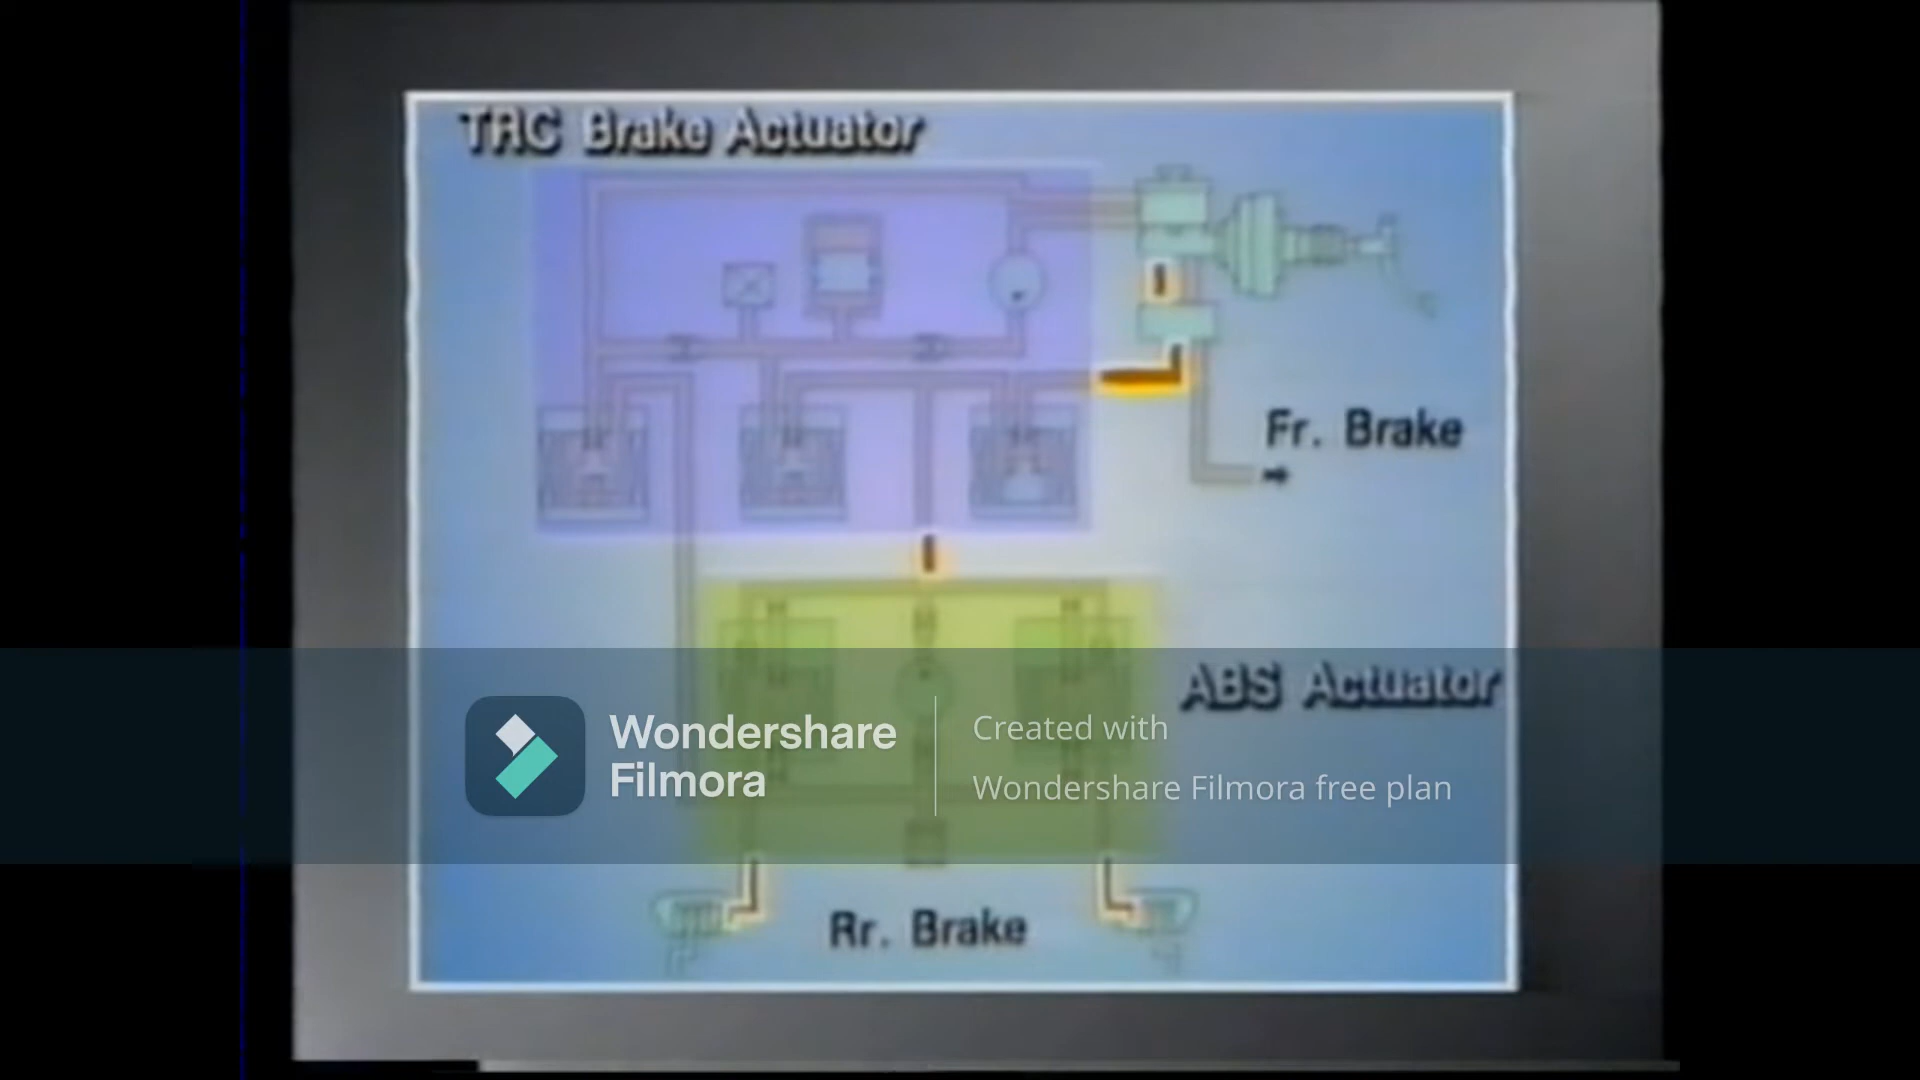 TRC Brake Actuator
Fr. Brake
ABS Actuator
Wondershare
Filmora
Created with
Wondershare Filmora free plan
Rr. Brake